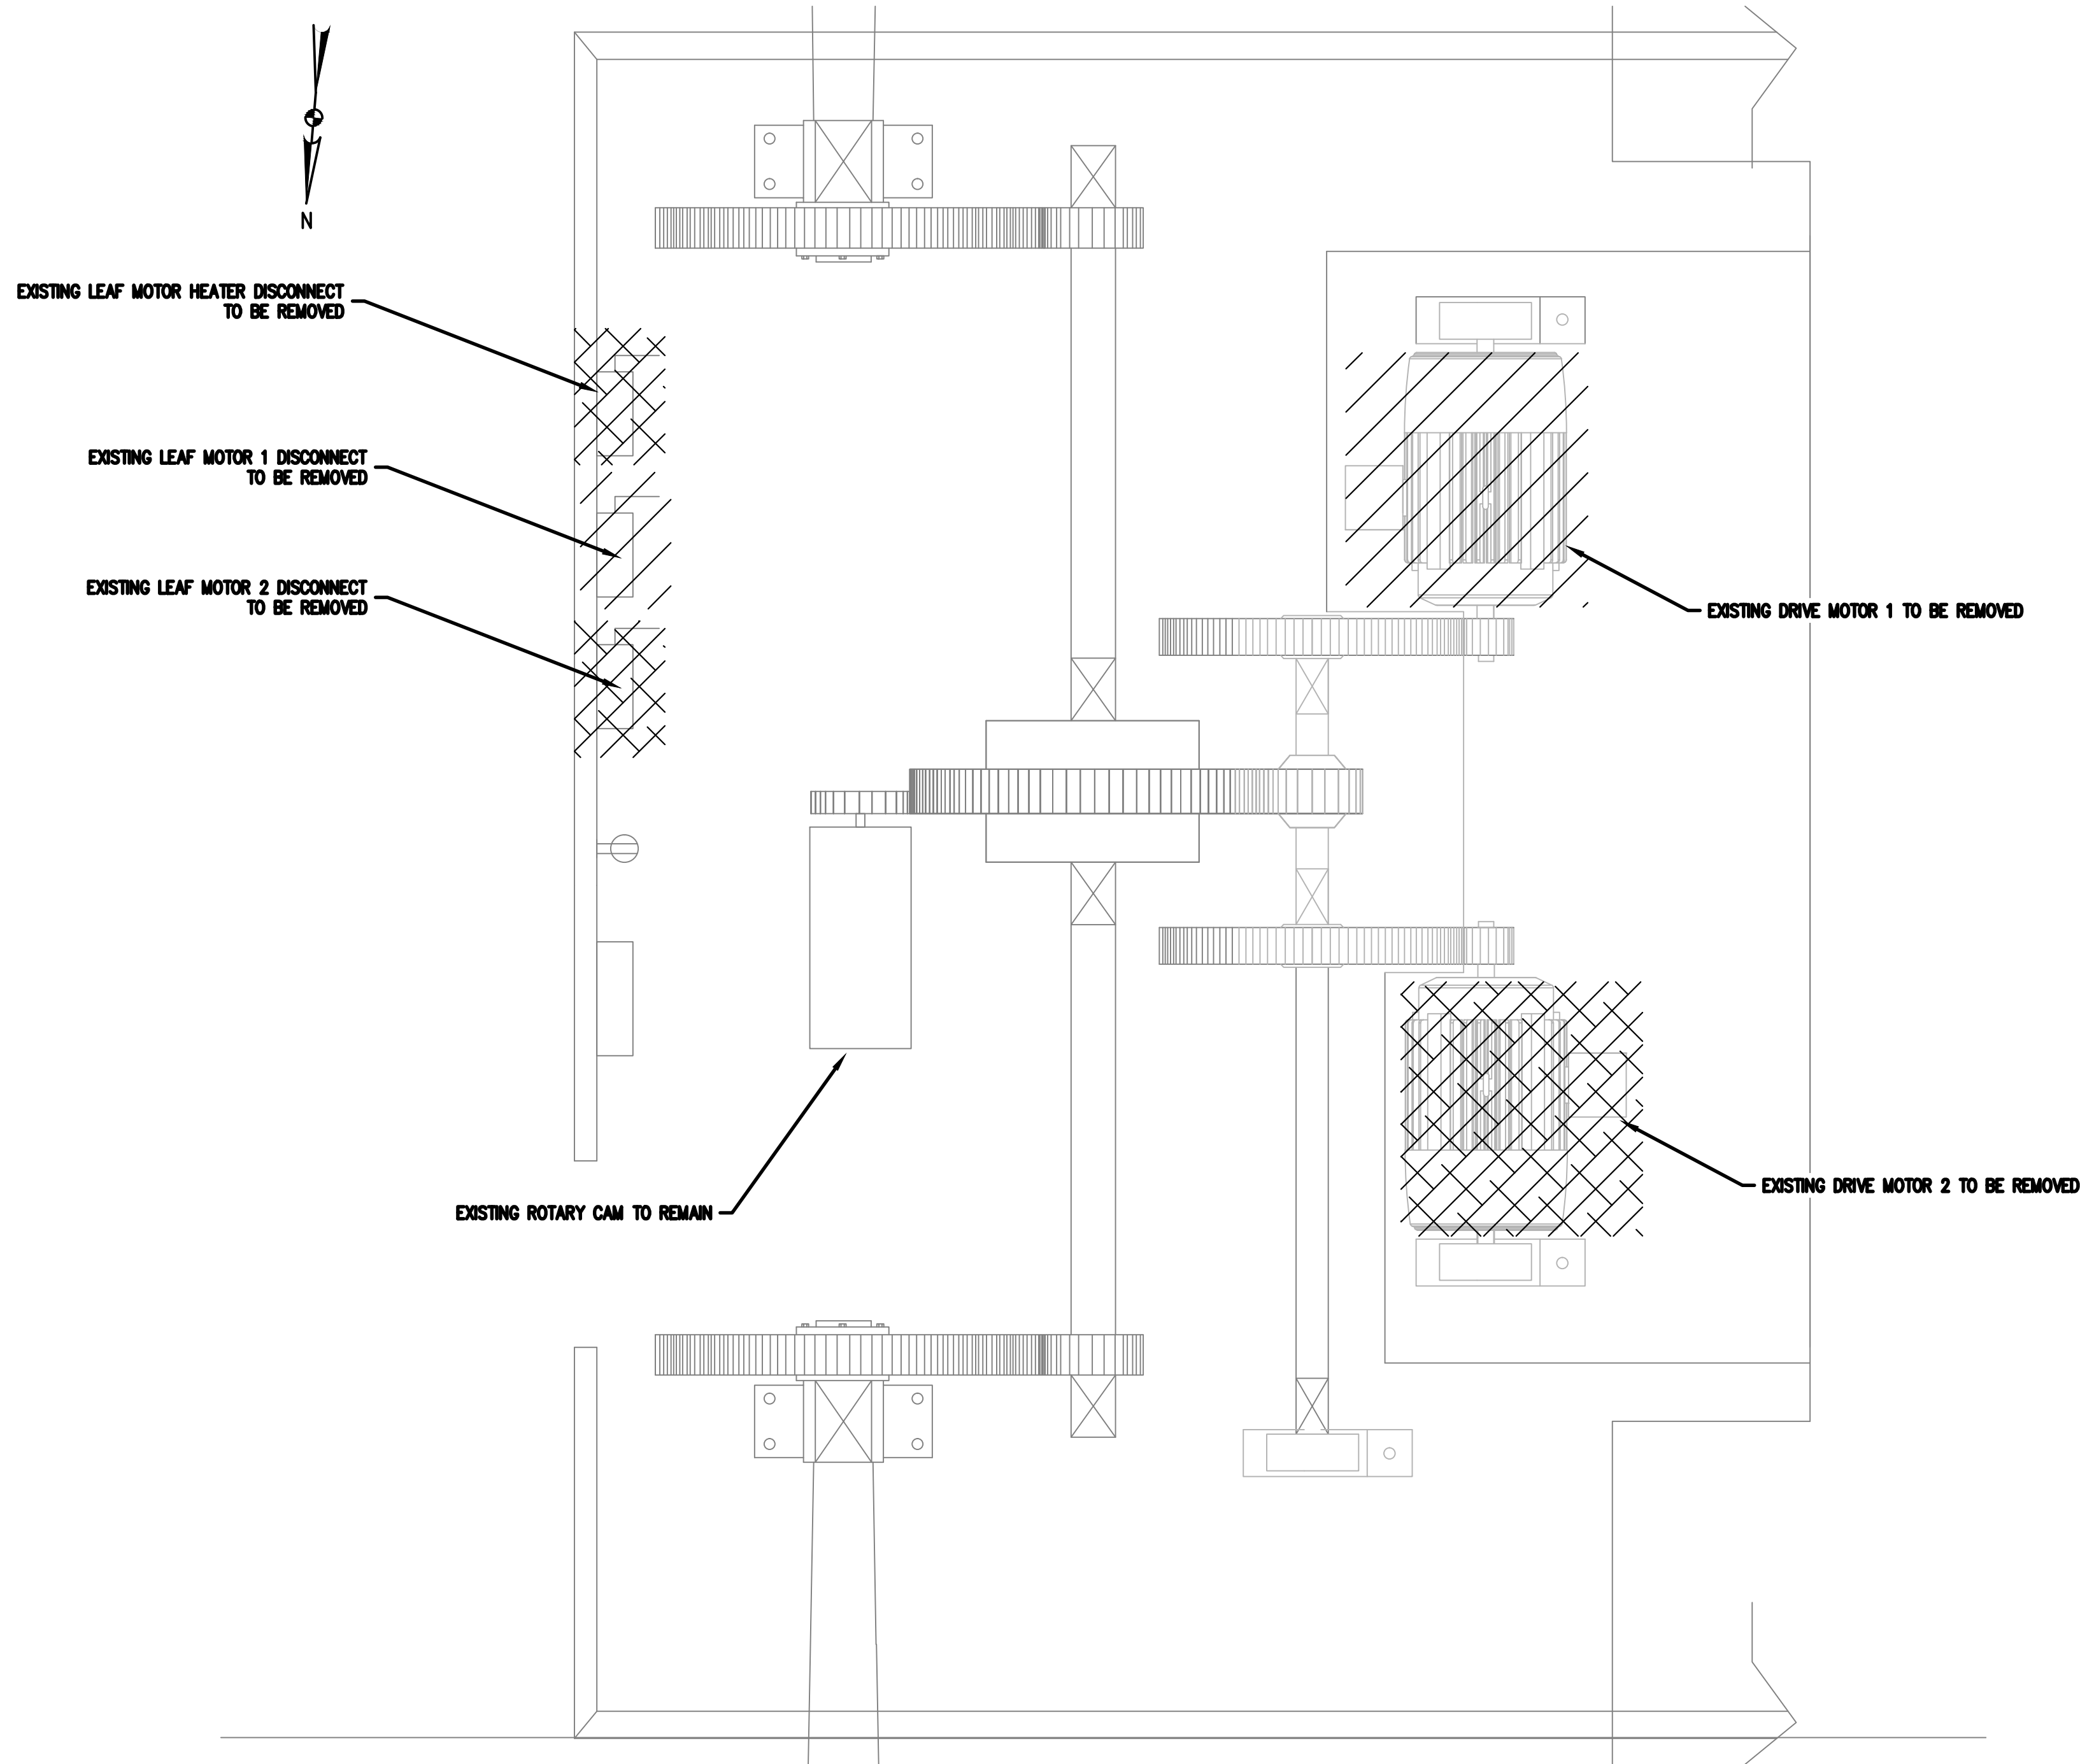 N
EXISTING LEAF MOTOR HEATER DISCONNECT
TO BE REMOVED
EXISTING LEAF MOTOR 1 DISCONNECT
TO BE REMOVED
EXISTING LEAF MOTOR 2 DISCONNECT
TO BE REMOVED
EXISTING DRIVE MOTOR 1 TO BE REMOVED
EXISTING DRIVE MOTOR 2 TO BE REMOVED
EXISTING ROTARY CAM TO REMAIN